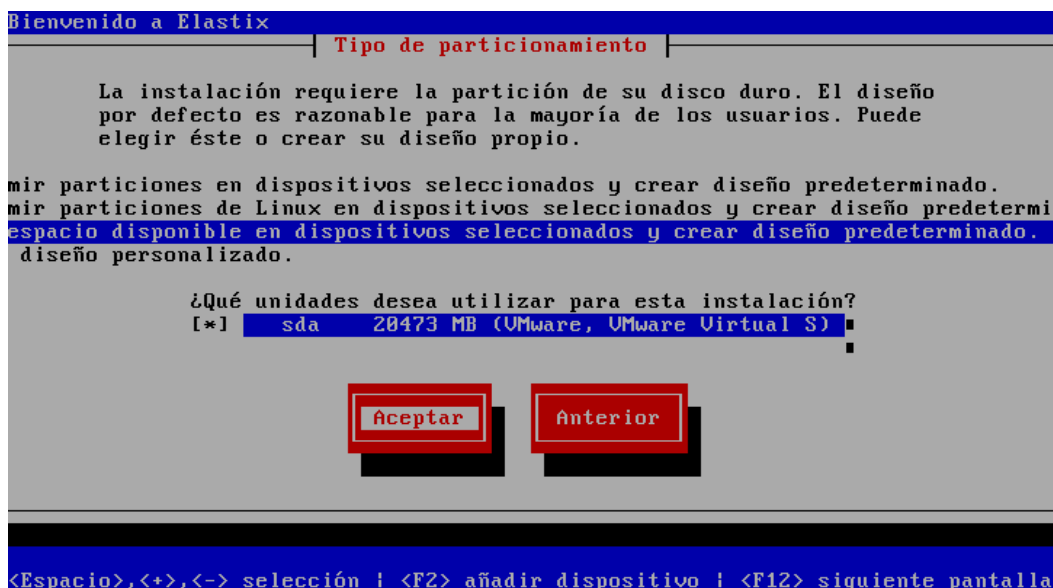 Bienvenido a Elastix
Tipo de particionamiento
La instalación requiere la partición de su disco duro. El diseño
por defecto es razonable para la mayoría de los usuarios. Puede
elegir éste o crear su diseño propio.
mir particiones en dispositivos seleccionados y crear diseño predeterminado.
mir particiones de Linux en dispositivos seleccionados y crear diseño predetermi
espacio disponible en dispositivos seleccionados y crear diseño predeterminado.
diseño personalizado.
¿Qué unidades desea utilizar para esta instalación?
[*] sda 20473 MB (VMware, VMware Virtual S)
Aceptar Anterior
<Espacio>,<+>,<-> selección | <F2> añadir dispositivo | <F12> siguiente pantalla